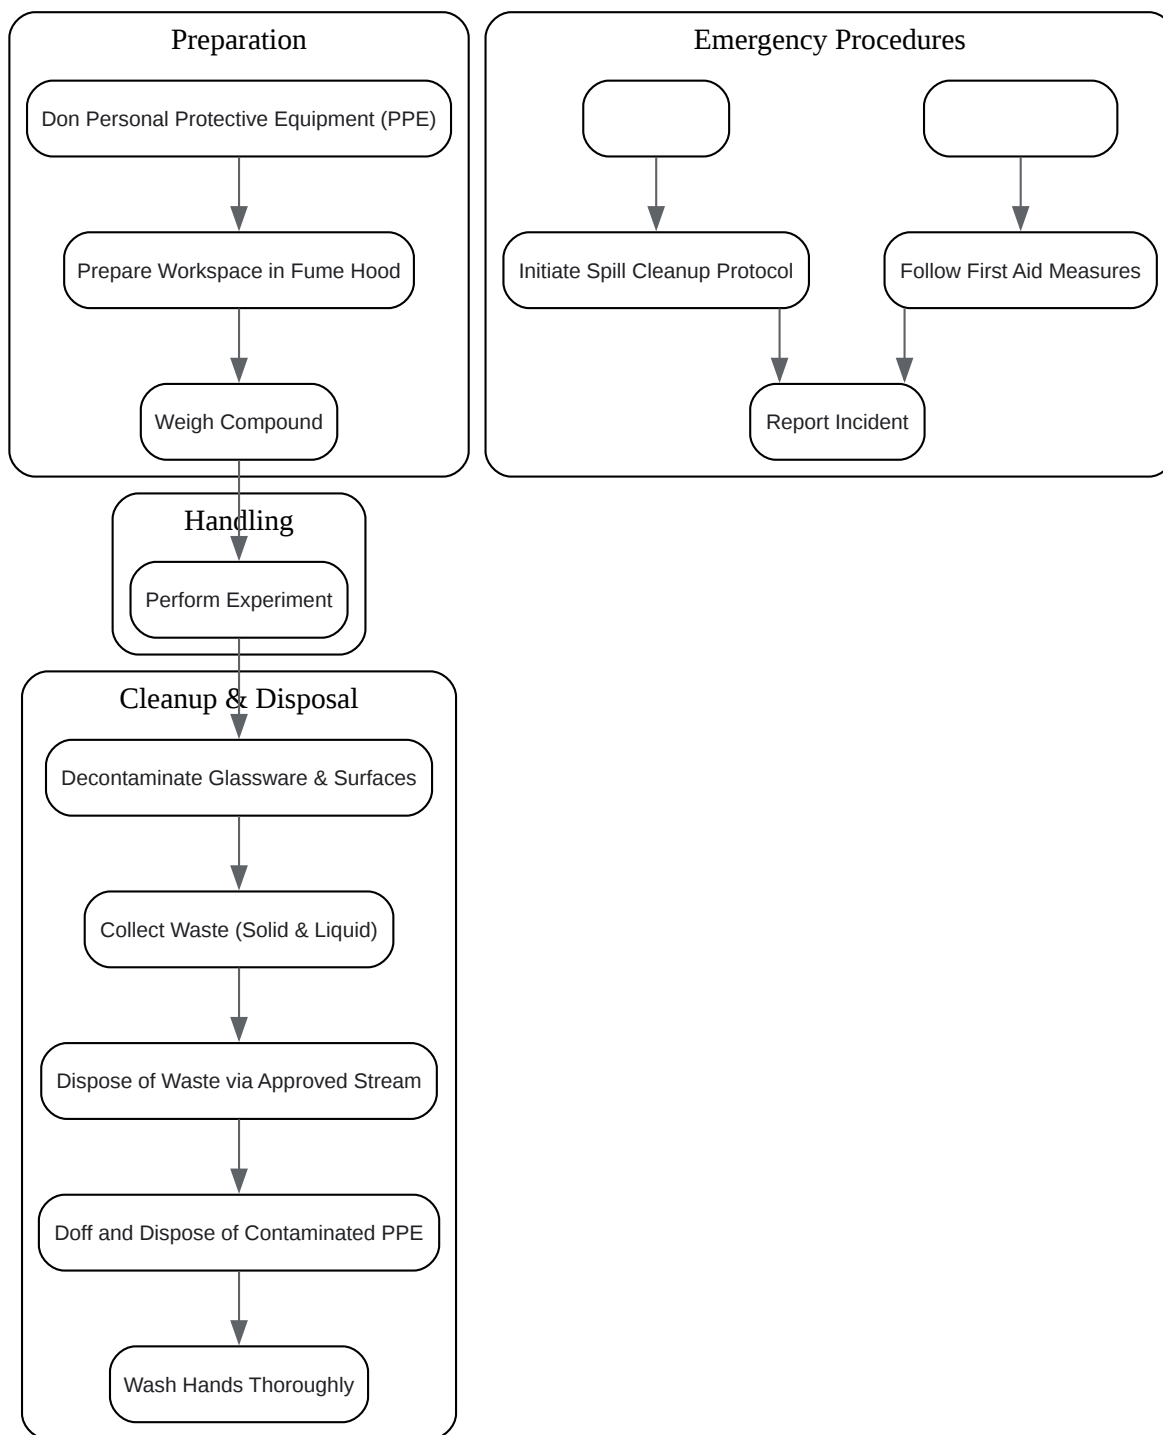 Preparation
Don Personal Protective Equipment (PPE)
Prepare Workspace in Fume Hood
Weigh Compound
Handling
Perform Experiment
Cleanup & Disposal
Decontaminate Glassware & Surfaces
Collect Waste (Solid & Liquid)
Dispose of Waste via Approved Stream
Doff and Dispose of Contaminated PPE
Wash Hands Thoroughly
Emergency Procedures
Initiate Spill Cleanup Protocol
Follow First Aid Measures
Report Incident